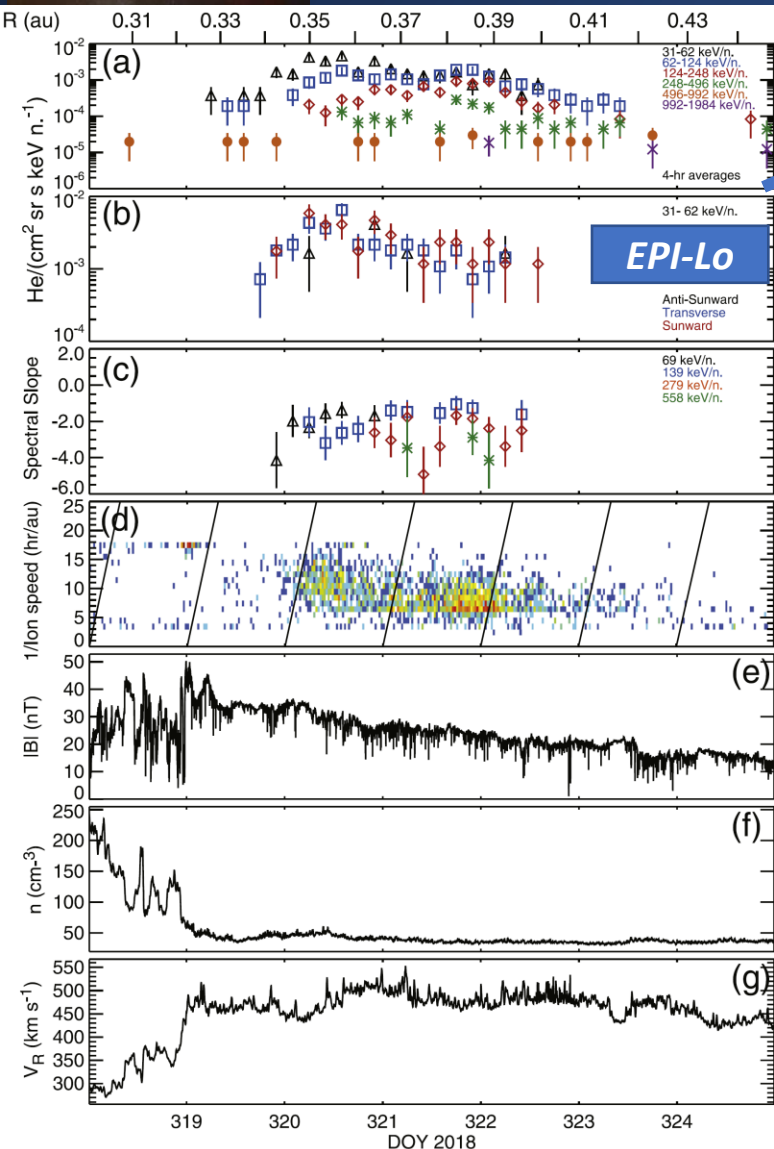 R (au) 0.31 0.33 0.35 0.37 0.39 0.41 0.43
(a)
10-2
10-3
10-4
10-5
10-6
31-62 keV/n.
62-124 keV/n.
124-248 keV/n.
248-496 keV/n.
496-992 keV/n.
992-1984 keV/n.
4-hr averages
He/(cm2 sr s keV n.-1)
(b)
10-2
10-3
10-4
31- 62 keV/n.
EPI-Lo
Anti-Sunward
Transverse
Sunward
(c)
Spectral Slope
2.0
0.0
-2.0
-4.0
-6.0
69 keV/n.
139 keV/n.
279 keV/n.
558 keV/n.
(d)
1/Ion speed (hr/au)
25
20
15
10
5
0
(e)
|B| (nT)
50
40
30
20
10
0
(f)
n (cm-3)
250
200
150
100
50
(g)
VR (km s-1)
550
500
450
400
350
300
319 320 321 322 323 324
DOY 2018